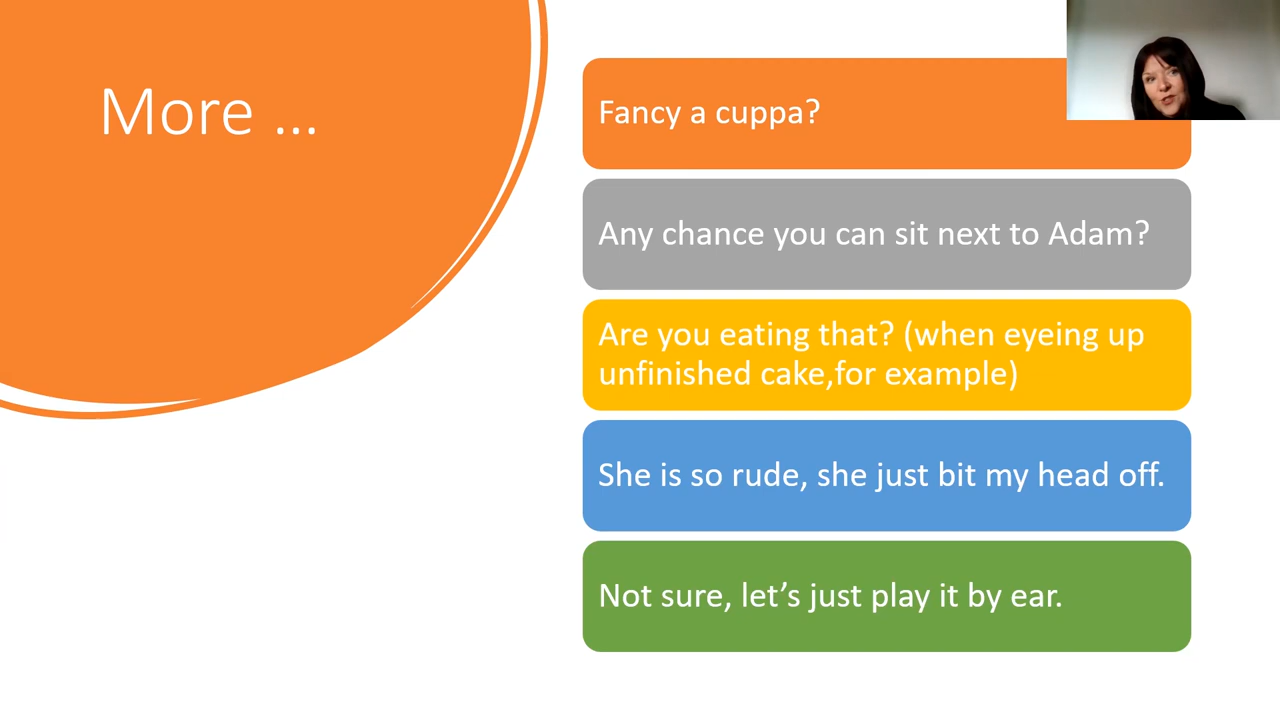 More ...
Fancy a cuppa?
Any chance you can sit next to Adam?
Are you eating that? (when eyeing up
unfinished cake,for example)
She is so rude, she just bit my head off.
Not sure, let’s just play it by ear.